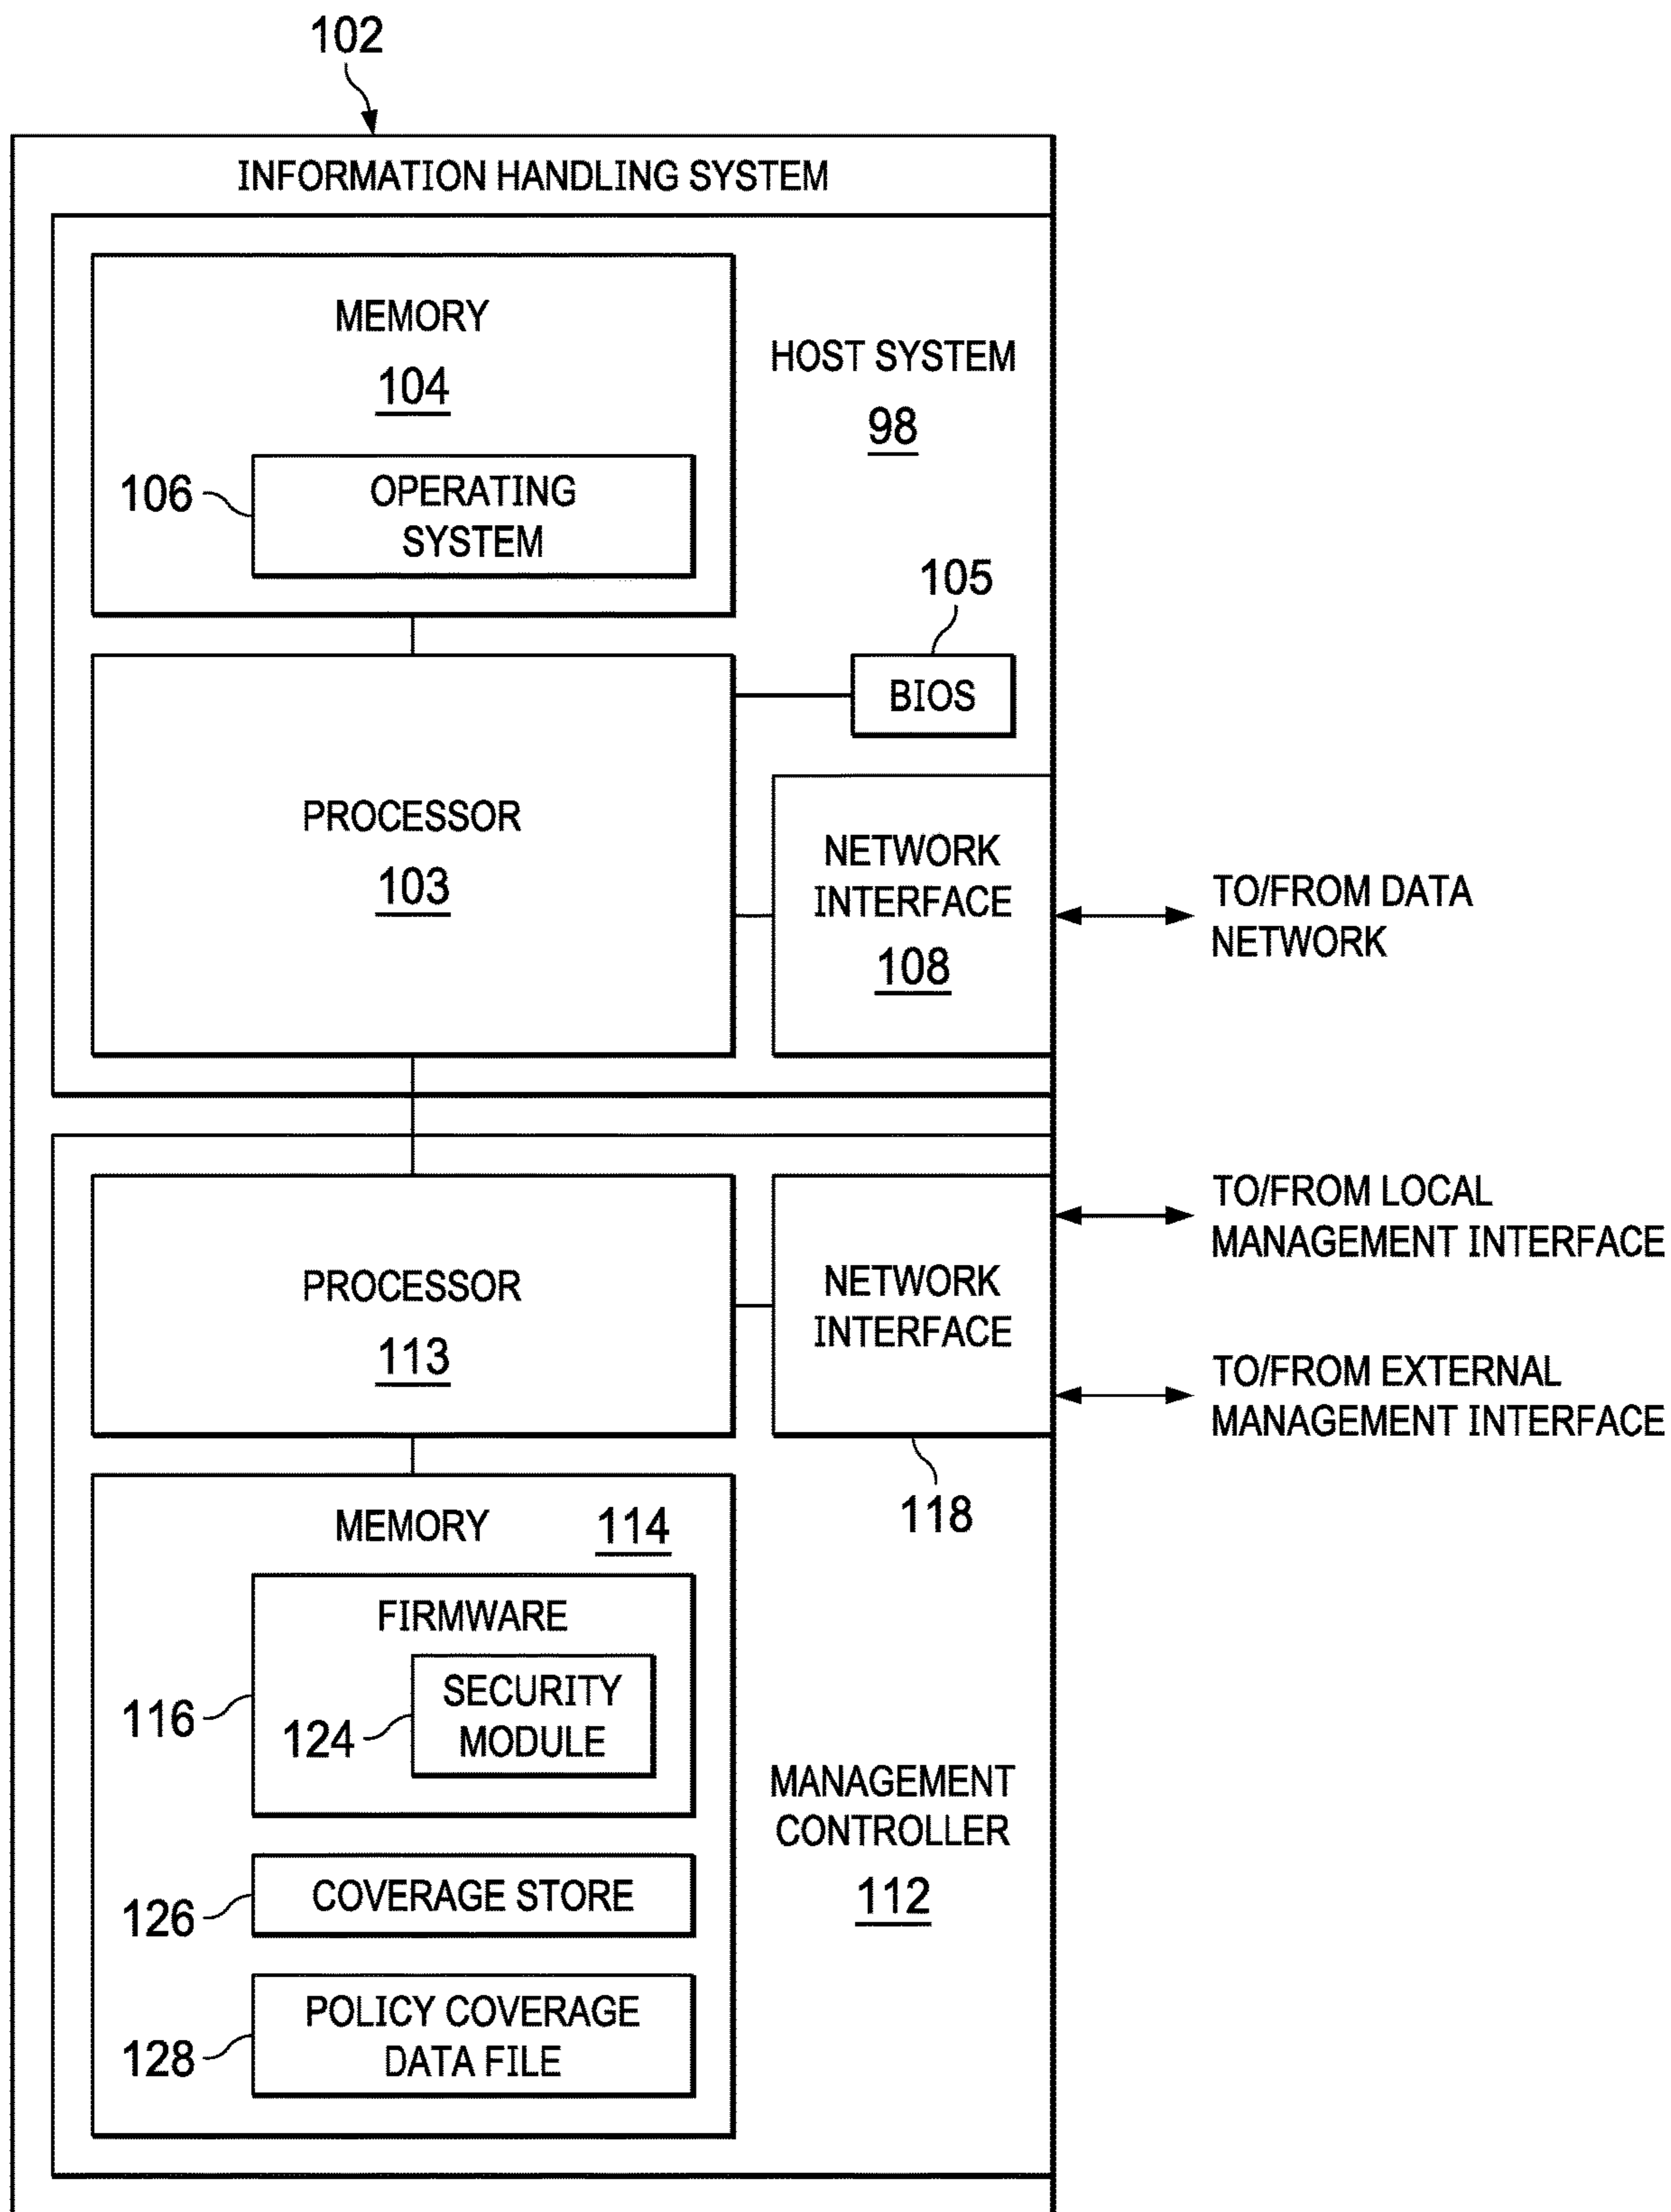 102
INFORMATION HANDLING SYSTEM
MEMORY
104
HOST SYSTEM
98
106
OPERATING
SYSTEM
105
BIOS
PROCESSOR
103
NETWORK
INTERFACE
108
TO/FROM DATA
NETWORK
PROCESSOR
113
NETWORK
INTERFACE
118
TO/FROM LOCAL
MANAGEMENT INTERFACE
TO/FROM EXTERNAL
MANAGEMENT INTERFACE
MEMORY
114
FIRMWARE
116
SECURITY
MODULE
124
MANAGEMENT
CONTROLLER
112
COVERAGE STORE
126
POLICY COVERAGE
DATA FILE
128